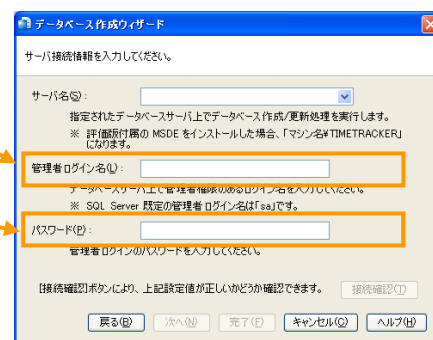 データベース作成ウィザード
サーバ接続情報を入力してください。
サーバ名(S):
指定されたデータベースサーバ上でデータベース作成/更新処理を実行します。
※ 評価版付属の MSDE をインストールした場合、「マシン名¥TIMETRACKER」
になります。
管理者ログイン名(L):
データベースサーバ上で管理者権限のあるログイン名を入力してください。
※ SQL Server 既定の管理者ログイン名は「sa」です。
パスワード(P):
管理者ログインのパスワードを入力してください。
[接続確認]ボタンにより、上記設定値が正しいかどうか確認できます。 接続確認(T)
戻る(B) 次へ(N) 完了(F) キャンセル(C) ヘルプ(H)